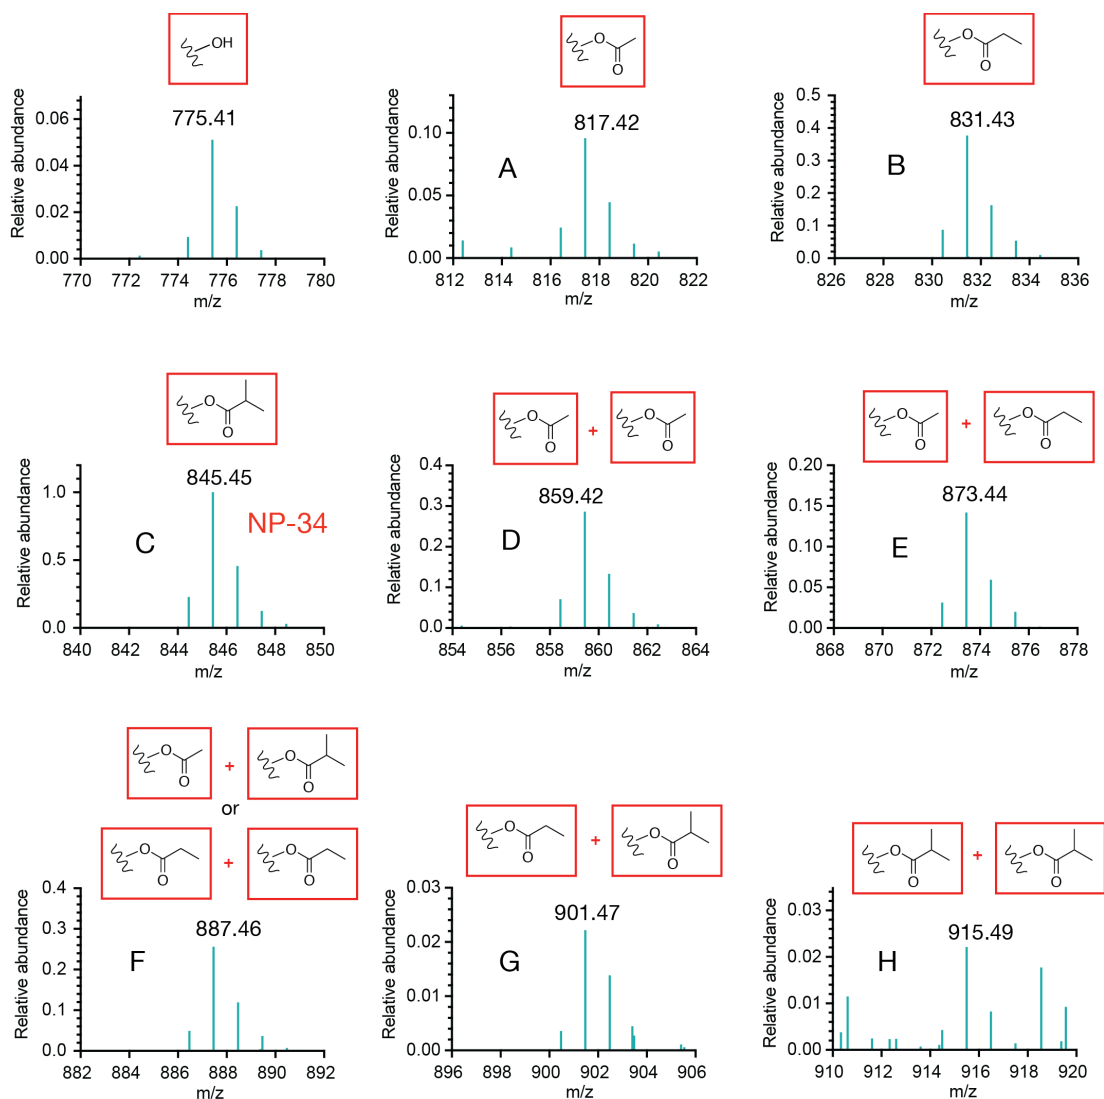 OH
775.41
Relative abundance
0.06
0.04
0.02
0.00
770 772 774 776 778 780
m/z
O
O
817.42
A
Relative abundance
0.10
0.05
0.00
812 814 816 818 820 822
m/z
O
O
831.43
B
Relative abundance
0.5
0.4
0.3
0.2
0.1
0
826 828 830 832 834 836
m/z
O
O
845.45
C
NP-34
Relative abundance
1.0
0.5
0.0
840 842 844 846 848 850
m/z
O
O
+
O
O
859.42
D
Relative abundance
0.4
0.3
0.2
0.1
0.0
854 856 858 860 862 864
m/z
O
O
+
O
O
873.44
E
Relative abundance
0.20
0.15
0.10
0.05
0.00
868 870 872 874 876 878
m/z
O
O
+
O
O
or
O
O
+
O
O
887.46
F
Relative abundance
0.4
0.3
0.2
0.1
0.0
882 884 886 888 890 892
m/z
O
O
+
O
O
901.47
G
Relative abundance
0.03
0.02
0.01
0.00
896 898 900 902 904 906
m/z
O
O
+
O
O
915.49
H
Relative abundance
0.03
0.02
0.01
0.00
910 912 914 916 918 920
m/z